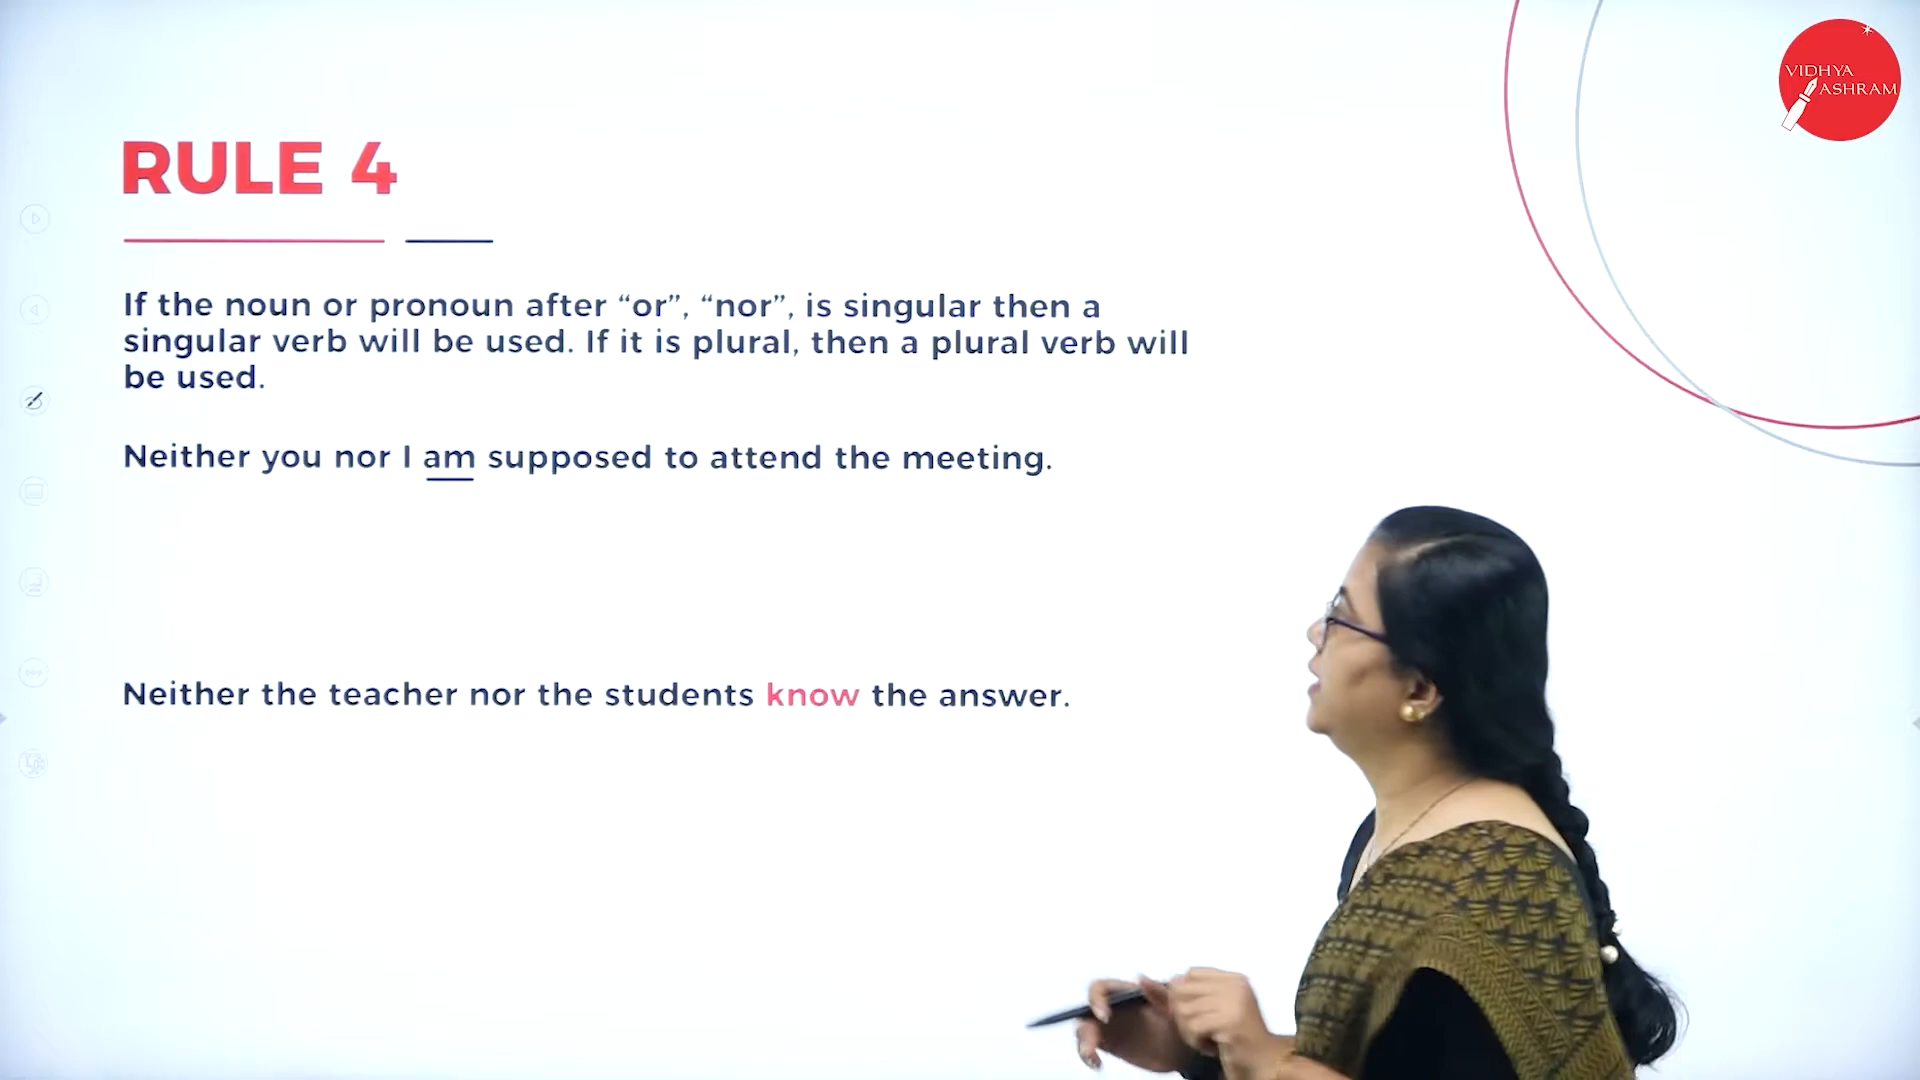 VIDHYA
ASHRAM
RULE 4
If the noun or pronoun after “or”, “nor”, is singular then a
singular verb will be used. If it is plural, then a plural verb will
be used.
Neither you nor I am supposed to attend the meeting.
Neither the teacher nor the students know the answer.